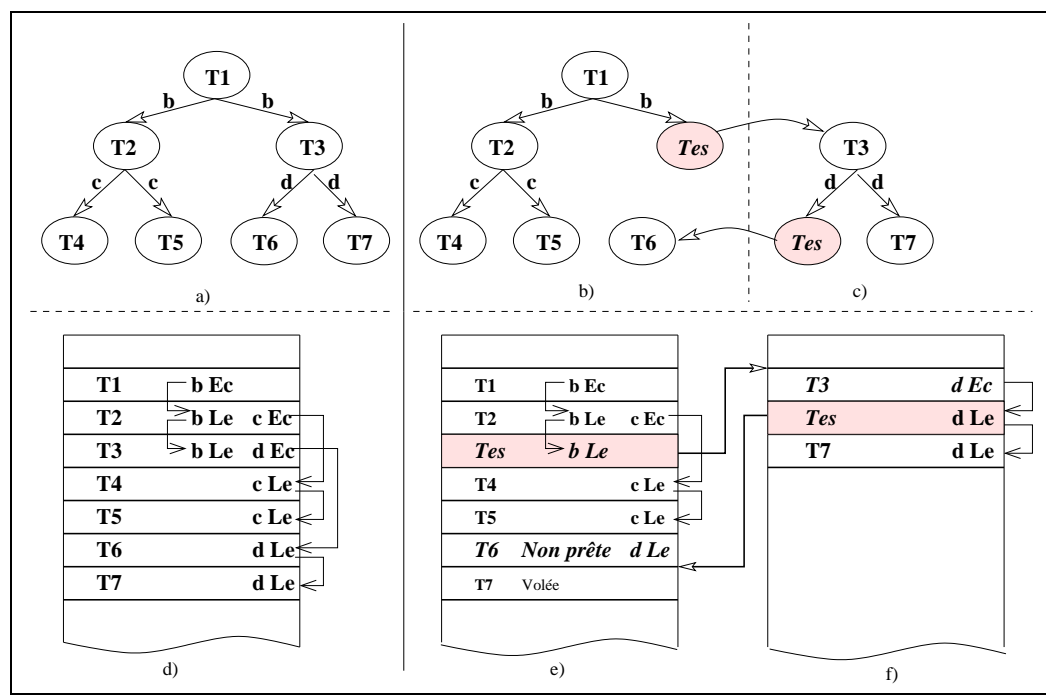 T1
b b
T2 T3
c c d d
T4 T5 T6 T7
a)
T1
b b
T2 Tes
c c
T4 T5 T6
b)
T3
d d
Tes T7
c)
T1 b Ec
T2 b Le c Ec
T3 b Le d Ec
T4 c Le
T5 c Le
T6 d Le
T7 d Le
d)
T1 b Ec
T2 b Le c Ec
Tes b Le
T4 c Le
T5 c Le
T6 Non prête d Le
T7 Volée
e)
T3 d Ec
Tes d Le
T7 d Le
f)